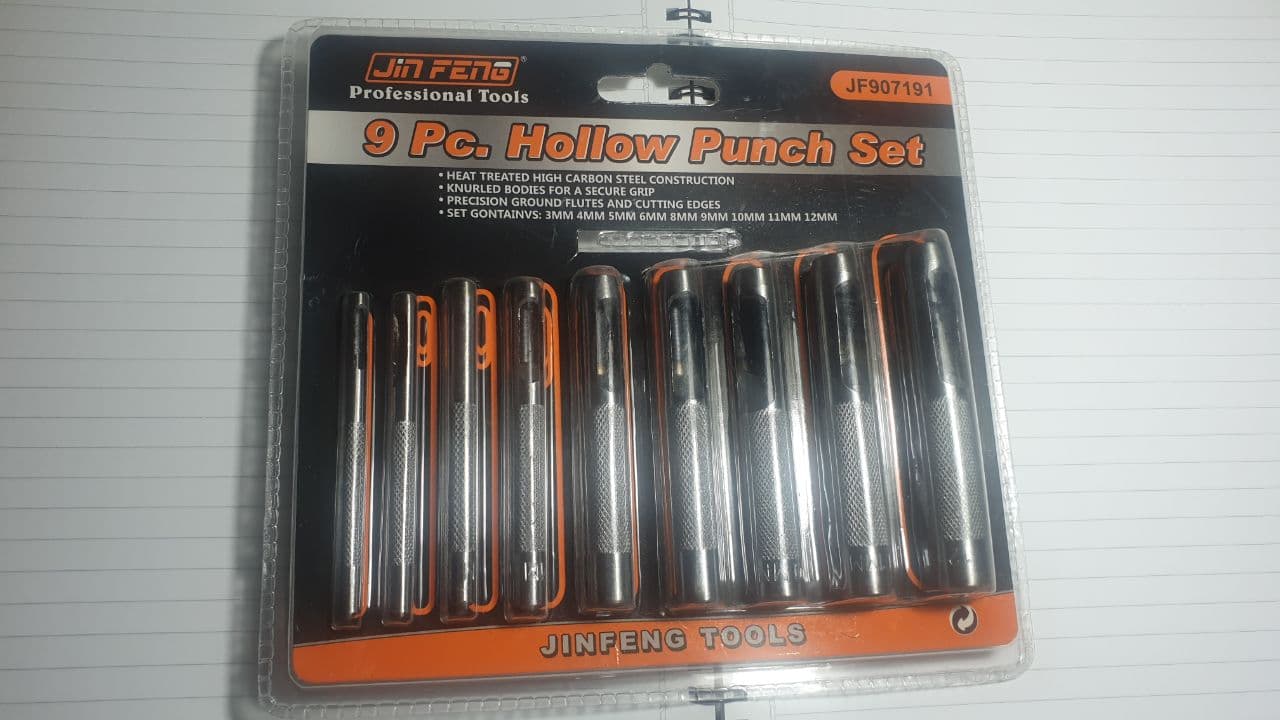 JIN FENG®
Professional Tools
JF907191
9 Pc. Hollow Punch Set
• HEAT TREATED HIGH CARBON STEEL CONSTRUCTION
• KNURLED BODIES FOR A SECURE GRIP
• PRECISION GROUND FLUTES AND CUTTING EDGES
• SET GONTAINVS: 3MM 4MM 5MM 6MM 8MM 9MM 10MM 11MM 12MM
JINFENG TOOLS